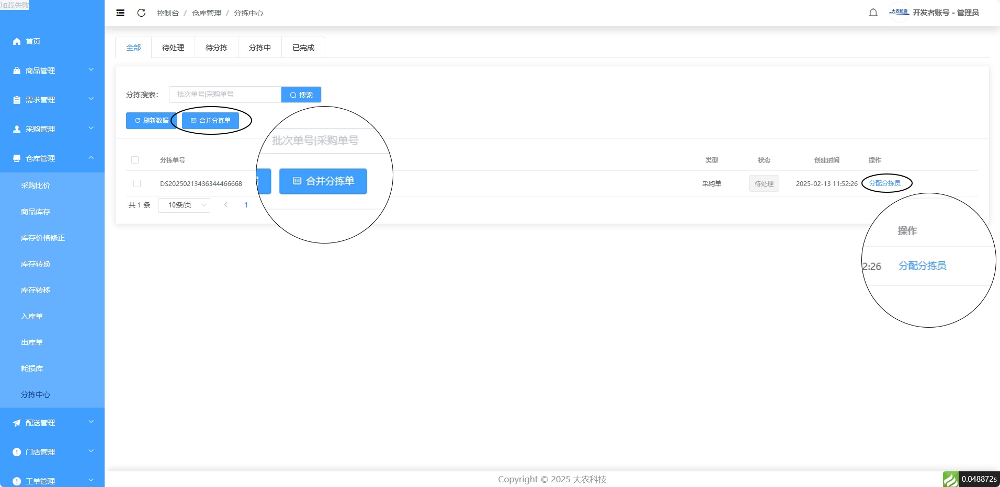 加载失败
控制台 / 仓库管理 / 分拣中心
大农配送
开发者账号 - 管理员
首页
商品管理
需求管理
采购管理
仓库管理
采购比价
商品库存
库存价格修正
库存转换
库存转移
入库单
出库单
耗损库
分拣中心
配送管理
门店管理
工单管理
全部 待处理 待分拣 分拣中 已完成
分拣搜索： 批次单号|采购单号 搜索
刷新数据 合并分拣单
批次单号|采购单号
合并分拣单
分拣单号 类型 状态 创建时间 操作
DS20250213436344466668 采购单 待处理 2025-02-13 11:52:26 分配分拣员
共 1 条 10条/页 1
操作
2:26 分配分拣员
Copyright © 2025 大农科技
0.048872s